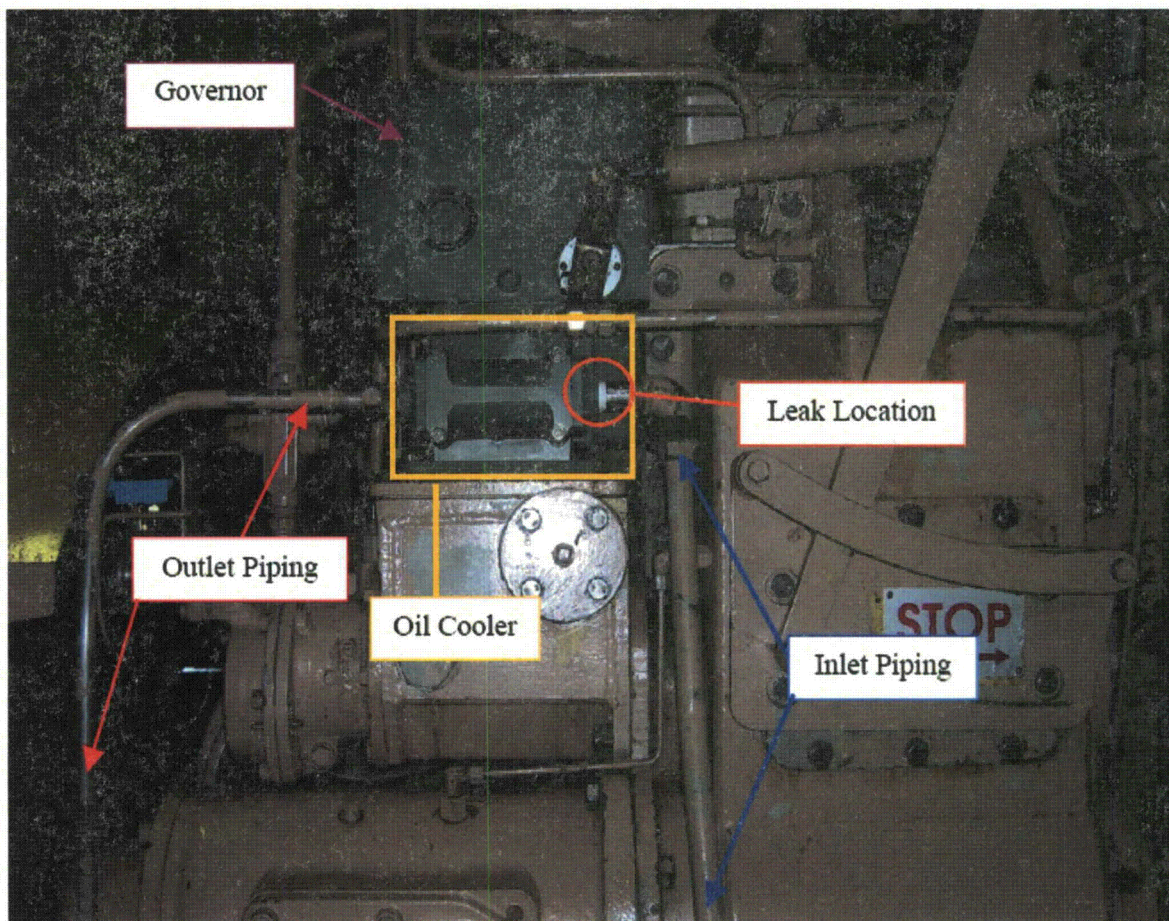 Governor
Leak Location
Outlet Piping
Oil Cooler
STOP
Inlet Piping